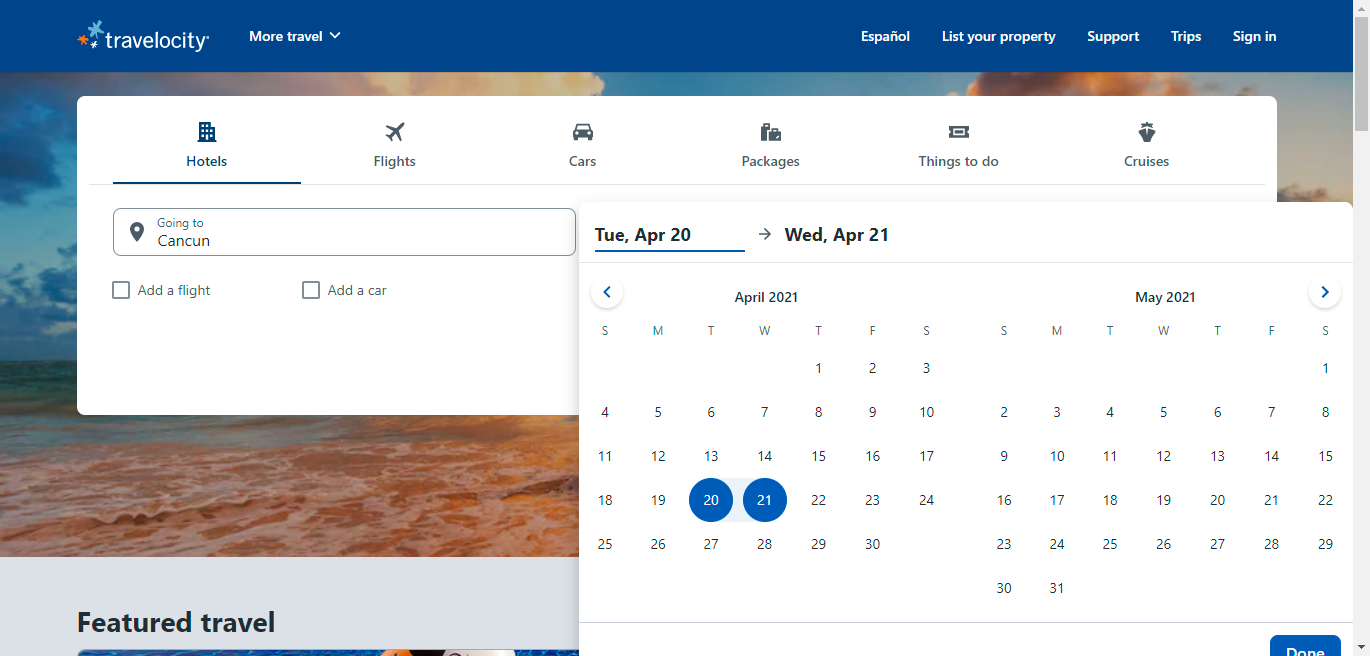 travelocity
More travel
Español
List your property
Support
Trips
Sign in
Hotels
Flights
Cars
Packages
Things to do
Cruises
Going to
Cancun
Add a flight
Add a car
Tue, Apr 20
Wed, Apr 21
April 2021
S M T W T F S
1 2 3
4 5 6 7 8 9 10
11 12 13 14 15 16 17
18 19 20 21 22 23 24
25 26 27 28 29 30
May 2021
S M T W T F S
1
2 3 4 5 6 7 8
9 10 11 12 13 14 15
16 17 18 19 20 21 22
23 24 25 26 27 28 29
30 31
Done
Featured travel